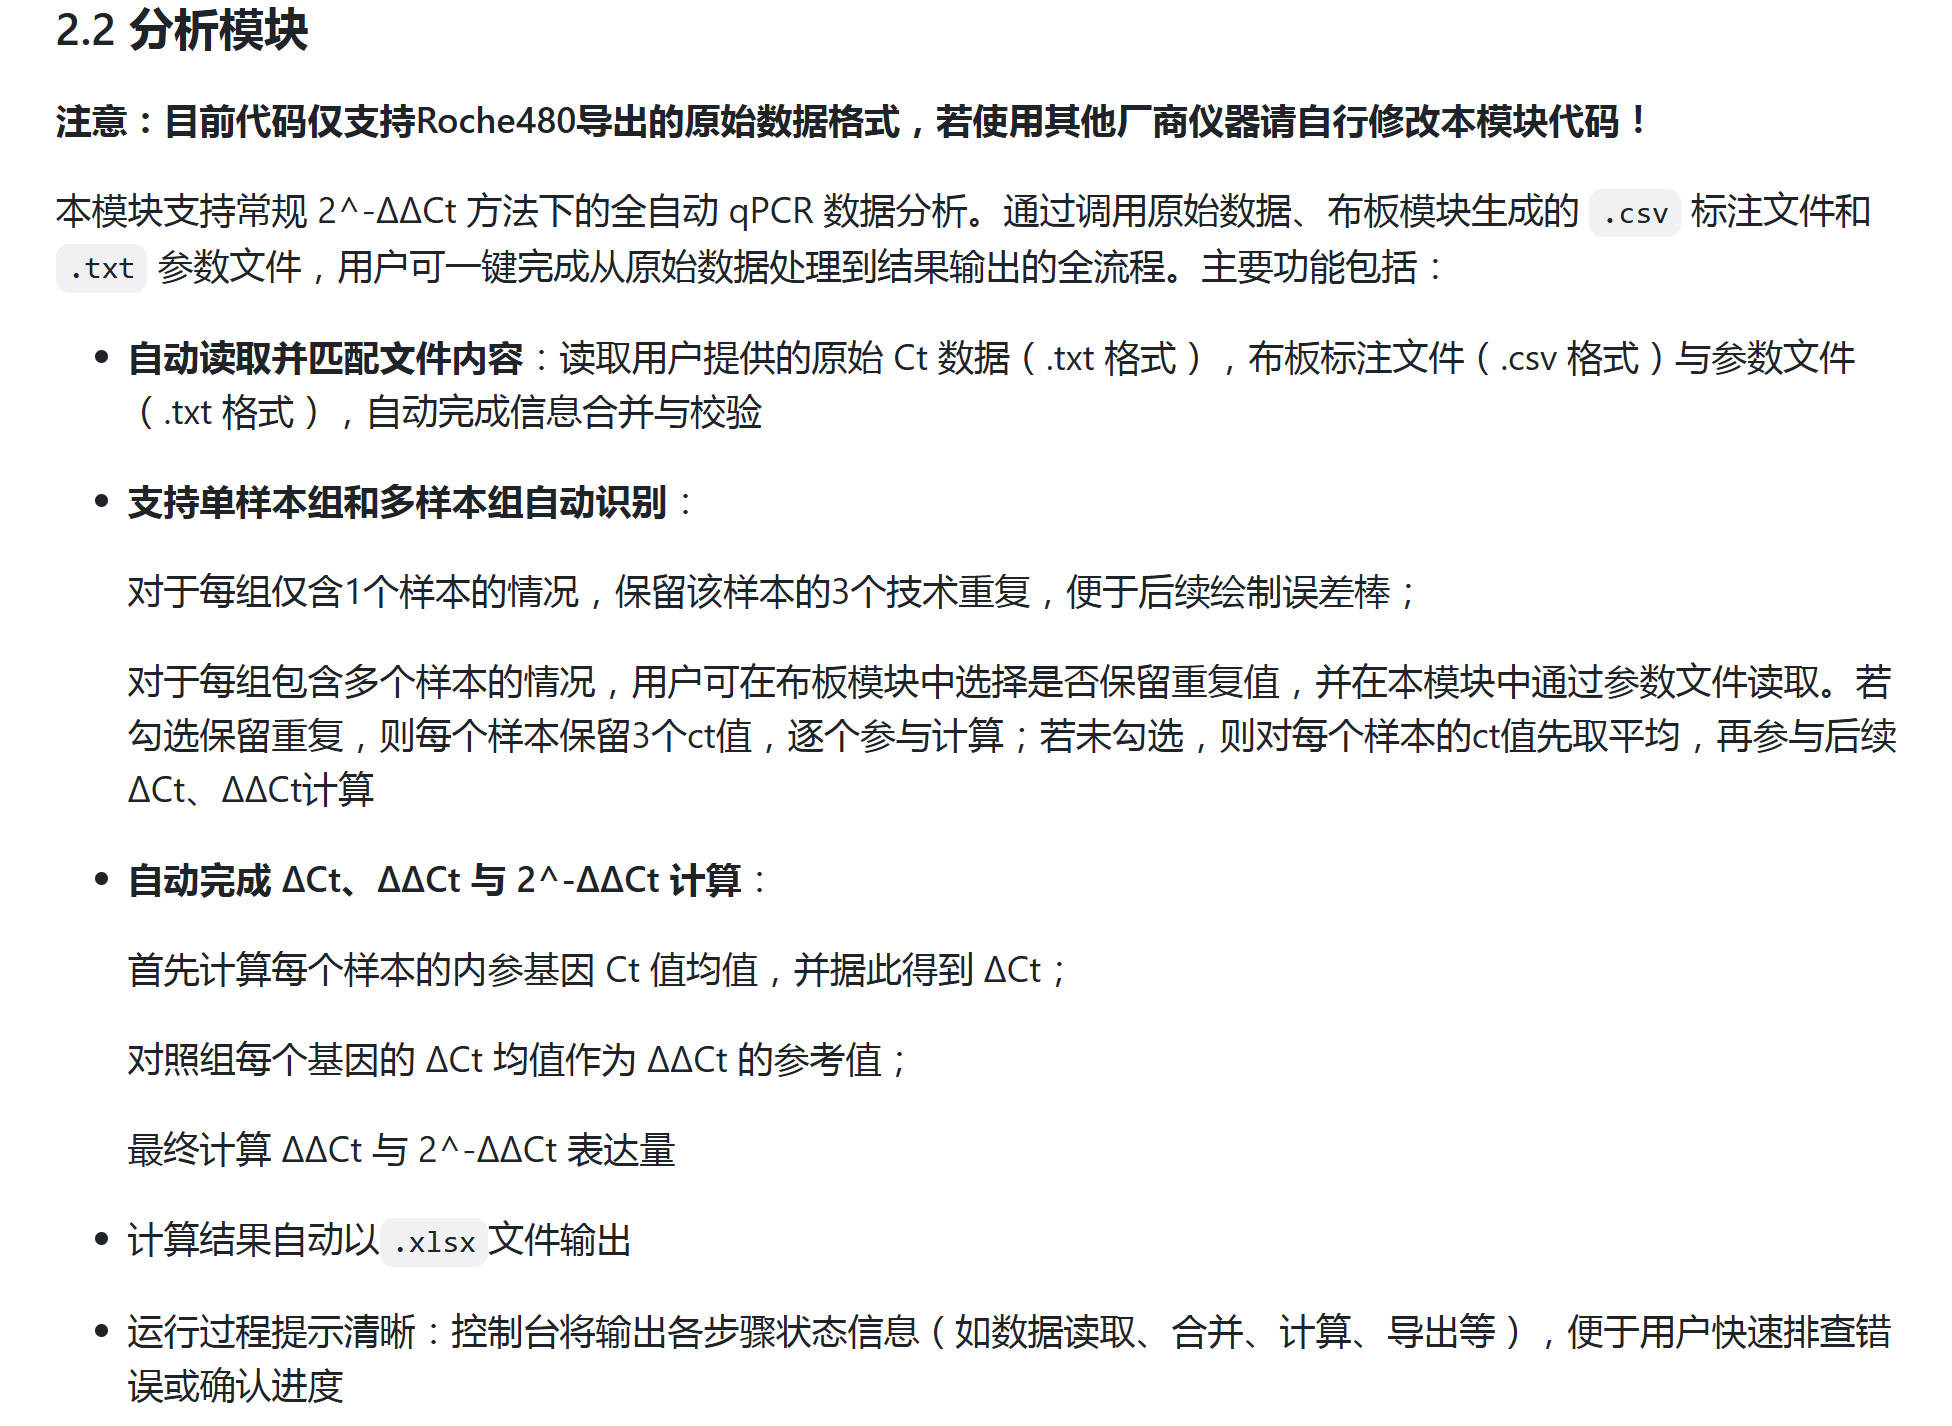 2.2 分析模块
注意：目前代码仅支持Roche480导出的原始数据格式，若使用其他厂商仪器请自行修改本模块代码！
本模块支持常规 2^-ΔΔCt 方法下的全自动 qPCR 数据分析。通过调用原始数据、布板模块生成的 .csv 标注文件和
.txt 参数文件，用户可一键完成从原始数据处理到结果输出的全流程。主要功能包括：
• 自动读取并匹配文件内容：读取用户提供的原始 Ct 数据（.txt 格式），布板标注文件（.csv 格式）与参数文件
（.txt 格式），自动完成信息合并与校验
• 支持单样本组和多样本组自动识别：
对于每组仅含1个样本的情况，保留该样本的3个技术重复，便于后续绘制误差棒；
对于每组包含多个样本的情况，用户可在布板模块中选择是否保留重复值，并在本模块中通过参数文件读取。若
勾选保留重复，则每个样本保留3个ct值，逐个参与计算；若未勾选，则对每个样本的ct值先取平均，再参与后续
ΔCt、ΔΔCt计算
• 自动完成 ΔCt、ΔΔCt 与 2^-ΔΔCt 计算：
首先计算每个样本的内参基因 Ct 值均值，并据此得到 ΔCt；
对照组每个基因的 ΔCt 均值作为 ΔΔCt 的参考值；
最终计算 ΔΔCt 与 2^-ΔΔCt 表达量
• 计算结果自动以.xlsx文件输出
• 运行过程提示清晰：控制台将输出各步骤状态信息（如数据读取、合并、计算、导出等），便于用户快速排查错
误或确认进度